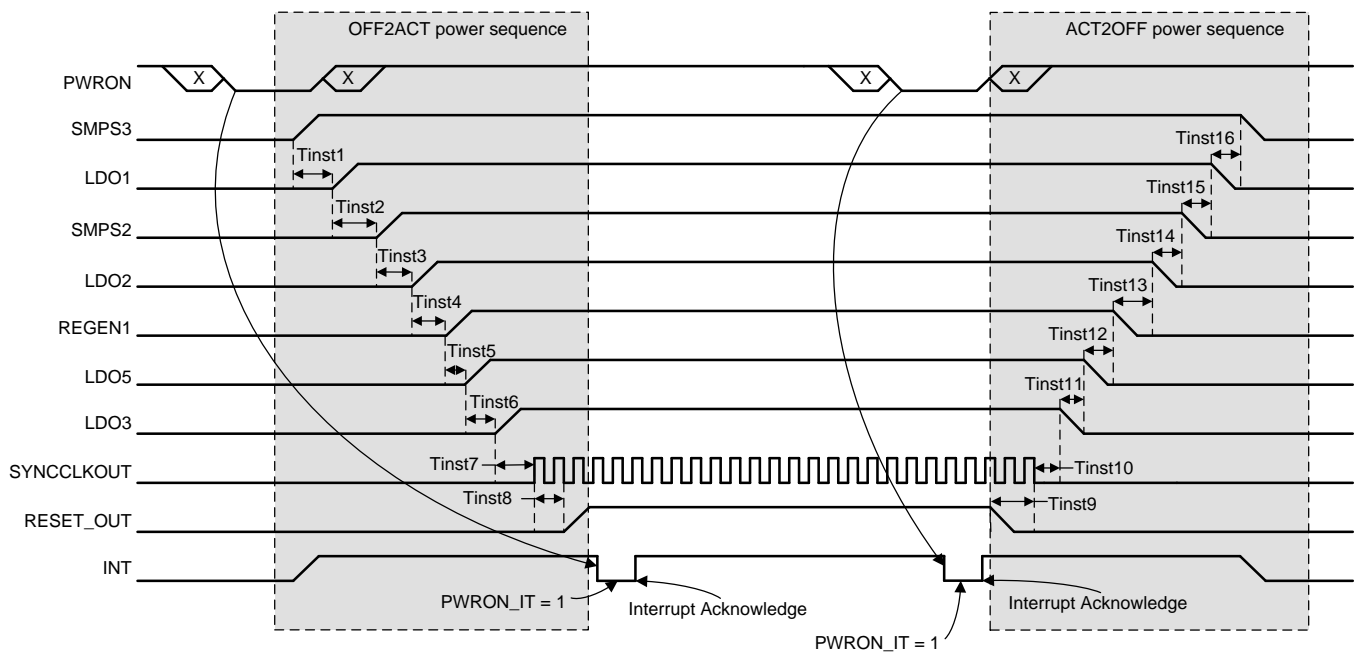 OFF2ACT power sequence
ACT2OFF power sequence
PWRON
X
X
X
X
SMPS3
Tinst1
Tinst16
LDO1
Tinst2
Tinst15
SMPS2
Tinst3
Tinst14
LDO2
Tinst4
Tinst13
REGEN1
Tinst5
Tinst12
LDO5
Tinst6
Tinst11
LDO3
Tinst7
Tinst10
SYNCCLKOUT
Tinst8
Tinst9
RESET_OUT
INT
PWRON_IT = 1
Interrupt Acknowledge
Interrupt Acknowledge
PWRON_IT = 1